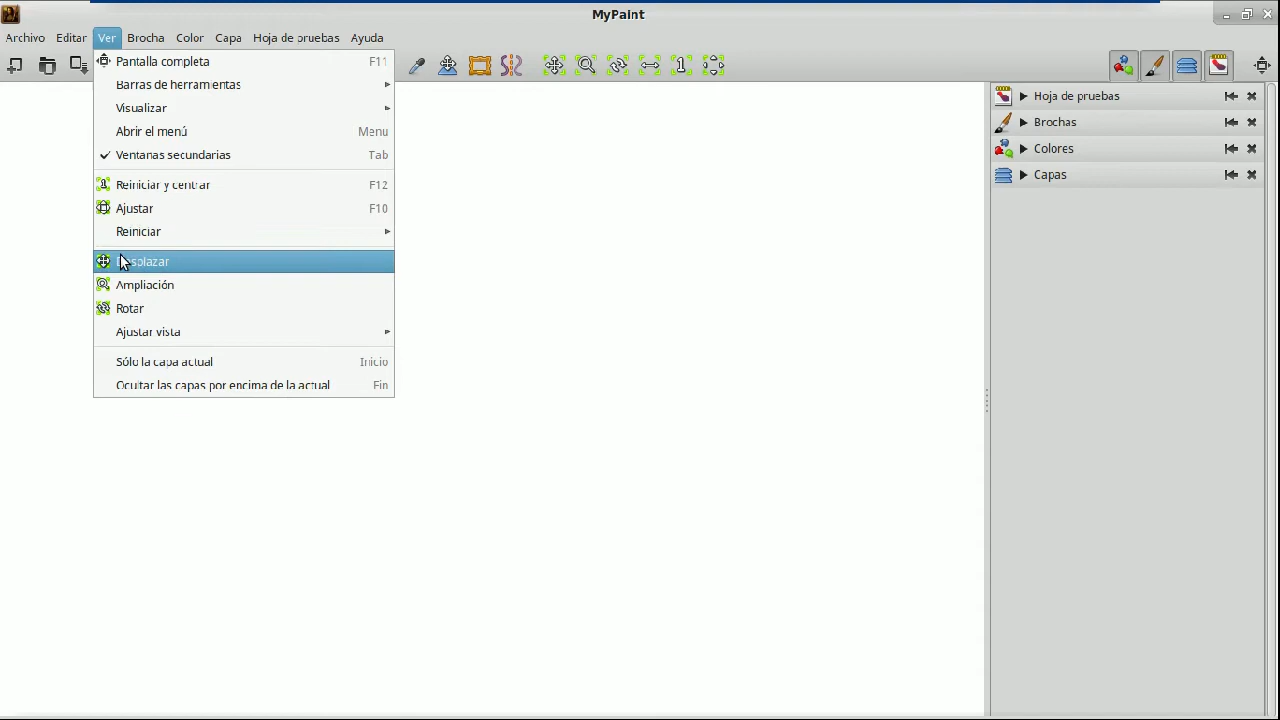 MyPaint
Archivo Editar Ver Brocha Color Capa Hoja de pruebas Ayuda
Pantalla completa F11
Barras de herramientas
Visualizar
Abrir el menú Menu
Ventanas secundarias Tab
Reiniciar y centrar F12
Ajustar F10
Reiniciar
Desplazar
Ampliación
Rotar
Ajustar vista
Sólo la capa actual Inicio
Ocultar las capas por encima de la actual Fin
Hoja de pruebas
Brochas
Colores
Capas